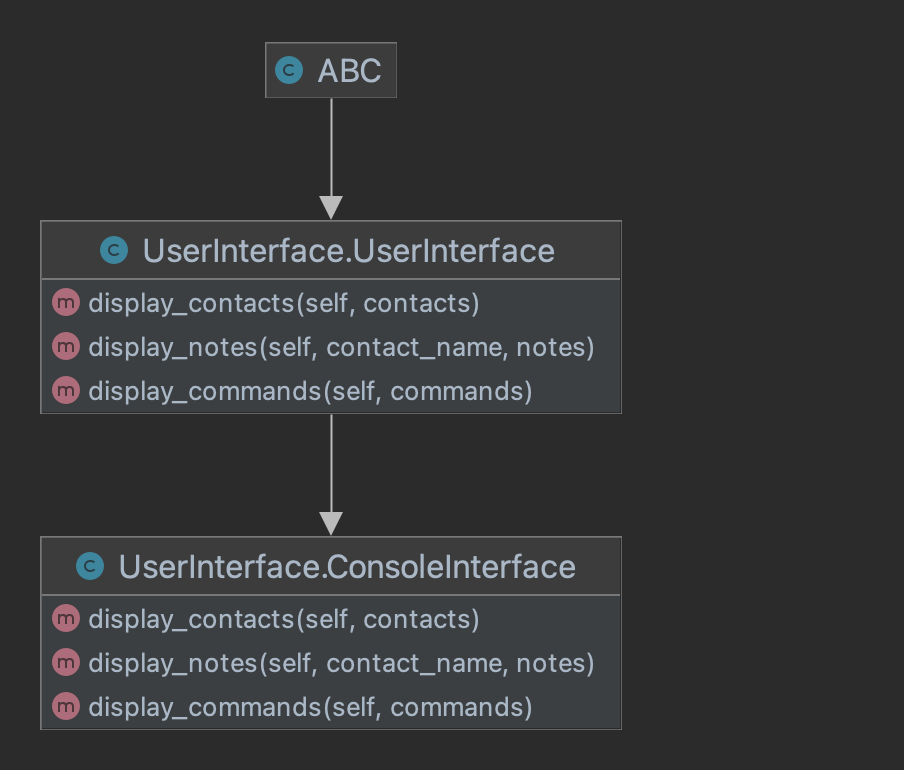 C ABC
C UserInterface.UserInterface
m display_contacts(self, contacts)
m display_notes(self, contact_name, notes)
m display_commands(self, commands)
C UserInterface.ConsoleInterface
m display_contacts(self, contacts)
m display_notes(self, contact_name, notes)
m display_commands(self, commands)